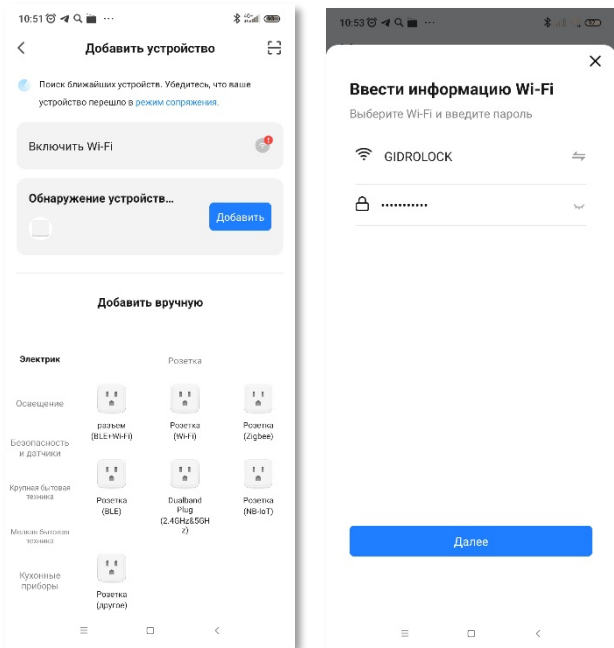 10:51
Добавить устройство
Поиск ближайших устройств. Убедитесь, что ваше
устройство перешло в режим сопряжения.
Включить Wi-Fi
Обнаружение устройств...
Добавить
Добавить вручную
Электрик
Розетка
Освещение
Безопасность
и датчики
Крупная бытовая
техника
Мелкая бытовая
техника
Кухонные
приборы
разъем
(BLE+Wi-Fi)
Розетка
(Wi-Fi)
Розетка
(Zigbee)
Розетка
(BLE)
Dualband
Plug
(2.4GHz&5GH
z)
Розетка
(NB-IoT)
Розетка
(другое)
10:53
Ввести информацию Wi-Fi
Выберите Wi-Fi и введите пароль
GIDROLOCK
•••••••••••
Далее